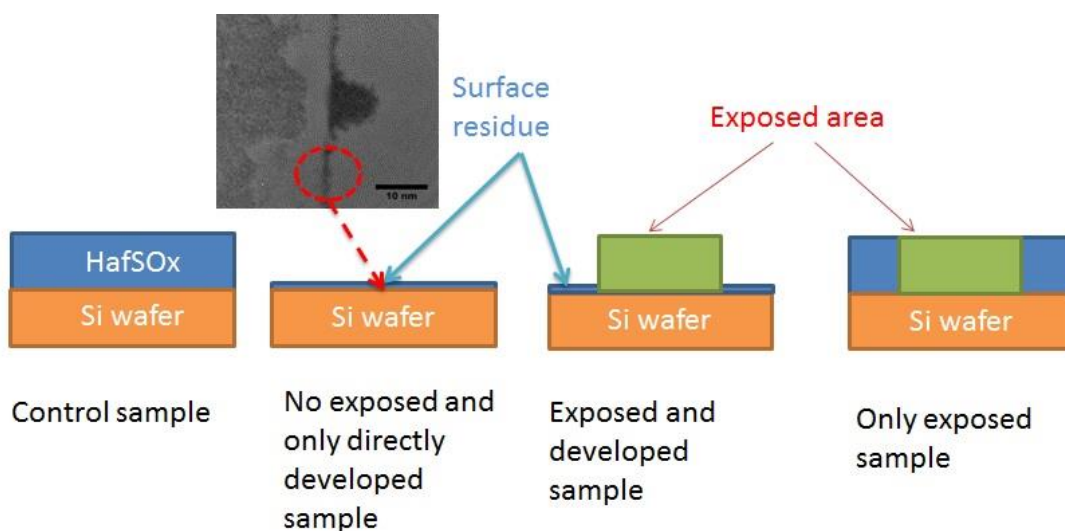 10 nm
Surface
residue
Exposed area
HafSOx
Si wafer
Si wafer
Si wafer
Si wafer
Control sample
No exposed and
only directly
developed
sample
Exposed and
developed
sample
Only exposed
sample